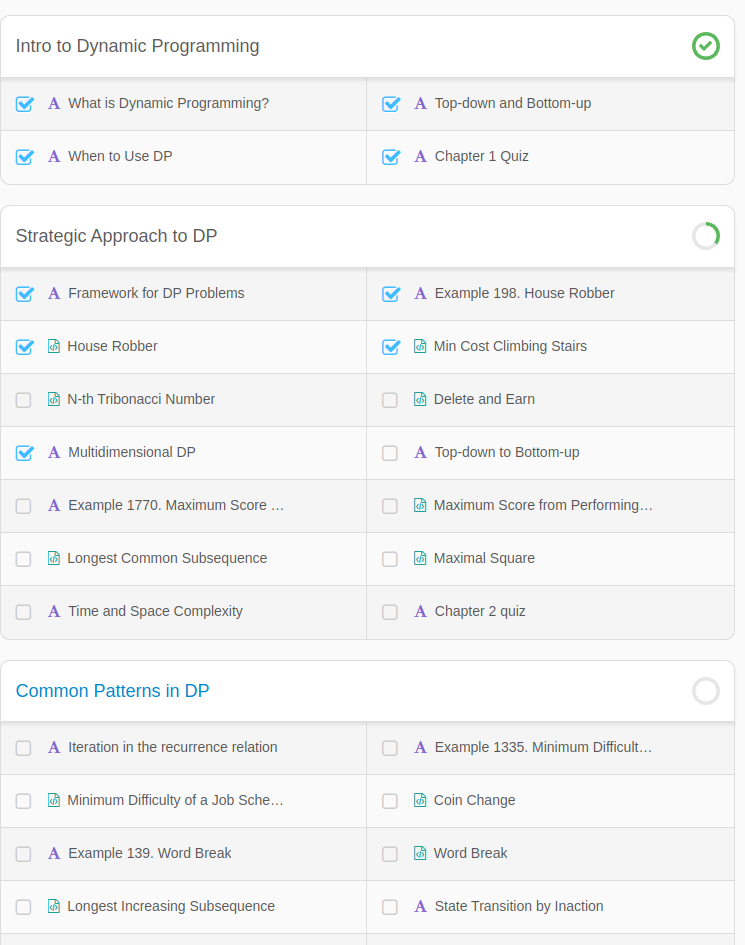 Intro to Dynamic Programming
A What is Dynamic Programming?
A Top-down and Bottom-up
A When to Use DP
A Chapter 1 Quiz
Strategic Approach to DP
A Framework for DP Problems
A Example 198. House Robber
House Robber
Min Cost Climbing Stairs
N-th Tribonacci Number
Delete and Earn
A Multidimensional DP
A Top-down to Bottom-up
A Example 1770. Maximum Score ...
Maximum Score from Performing...
Longest Common Subsequence
Maximal Square
A Time and Space Complexity
A Chapter 2 quiz
Common Patterns in DP
A Iteration in the recurrence relation
A Example 1335. Minimum Difficult...
Minimum Difficulty of a Job Sche...
Coin Change
A Example 139. Word Break
Word Break
Longest Increasing Subsequence
A State Transition by Inaction